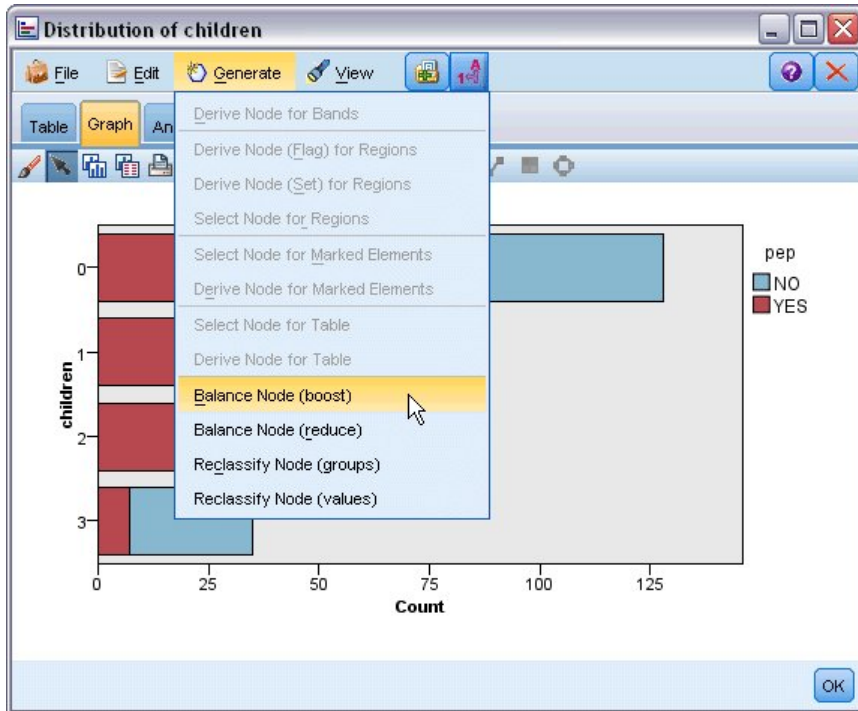 Distribution of children
File Edit Generate View
Table Graph An
Derive Node for Bands
Derive Node (Flag) for Regions
Derive Node (Set) for Regions
Select Node for Regions
Select Node for Marked Elements
Derive Node for Marked Elements
Select Node for Table
Derive Node for Table
Balance Node (boost)
Balance Node (reduce)
Reclassify Node (groups)
Reclassify Node (values)
children
0
1
2
3
0 25 50 75 100 125
Count
pep
NO
YES
OK